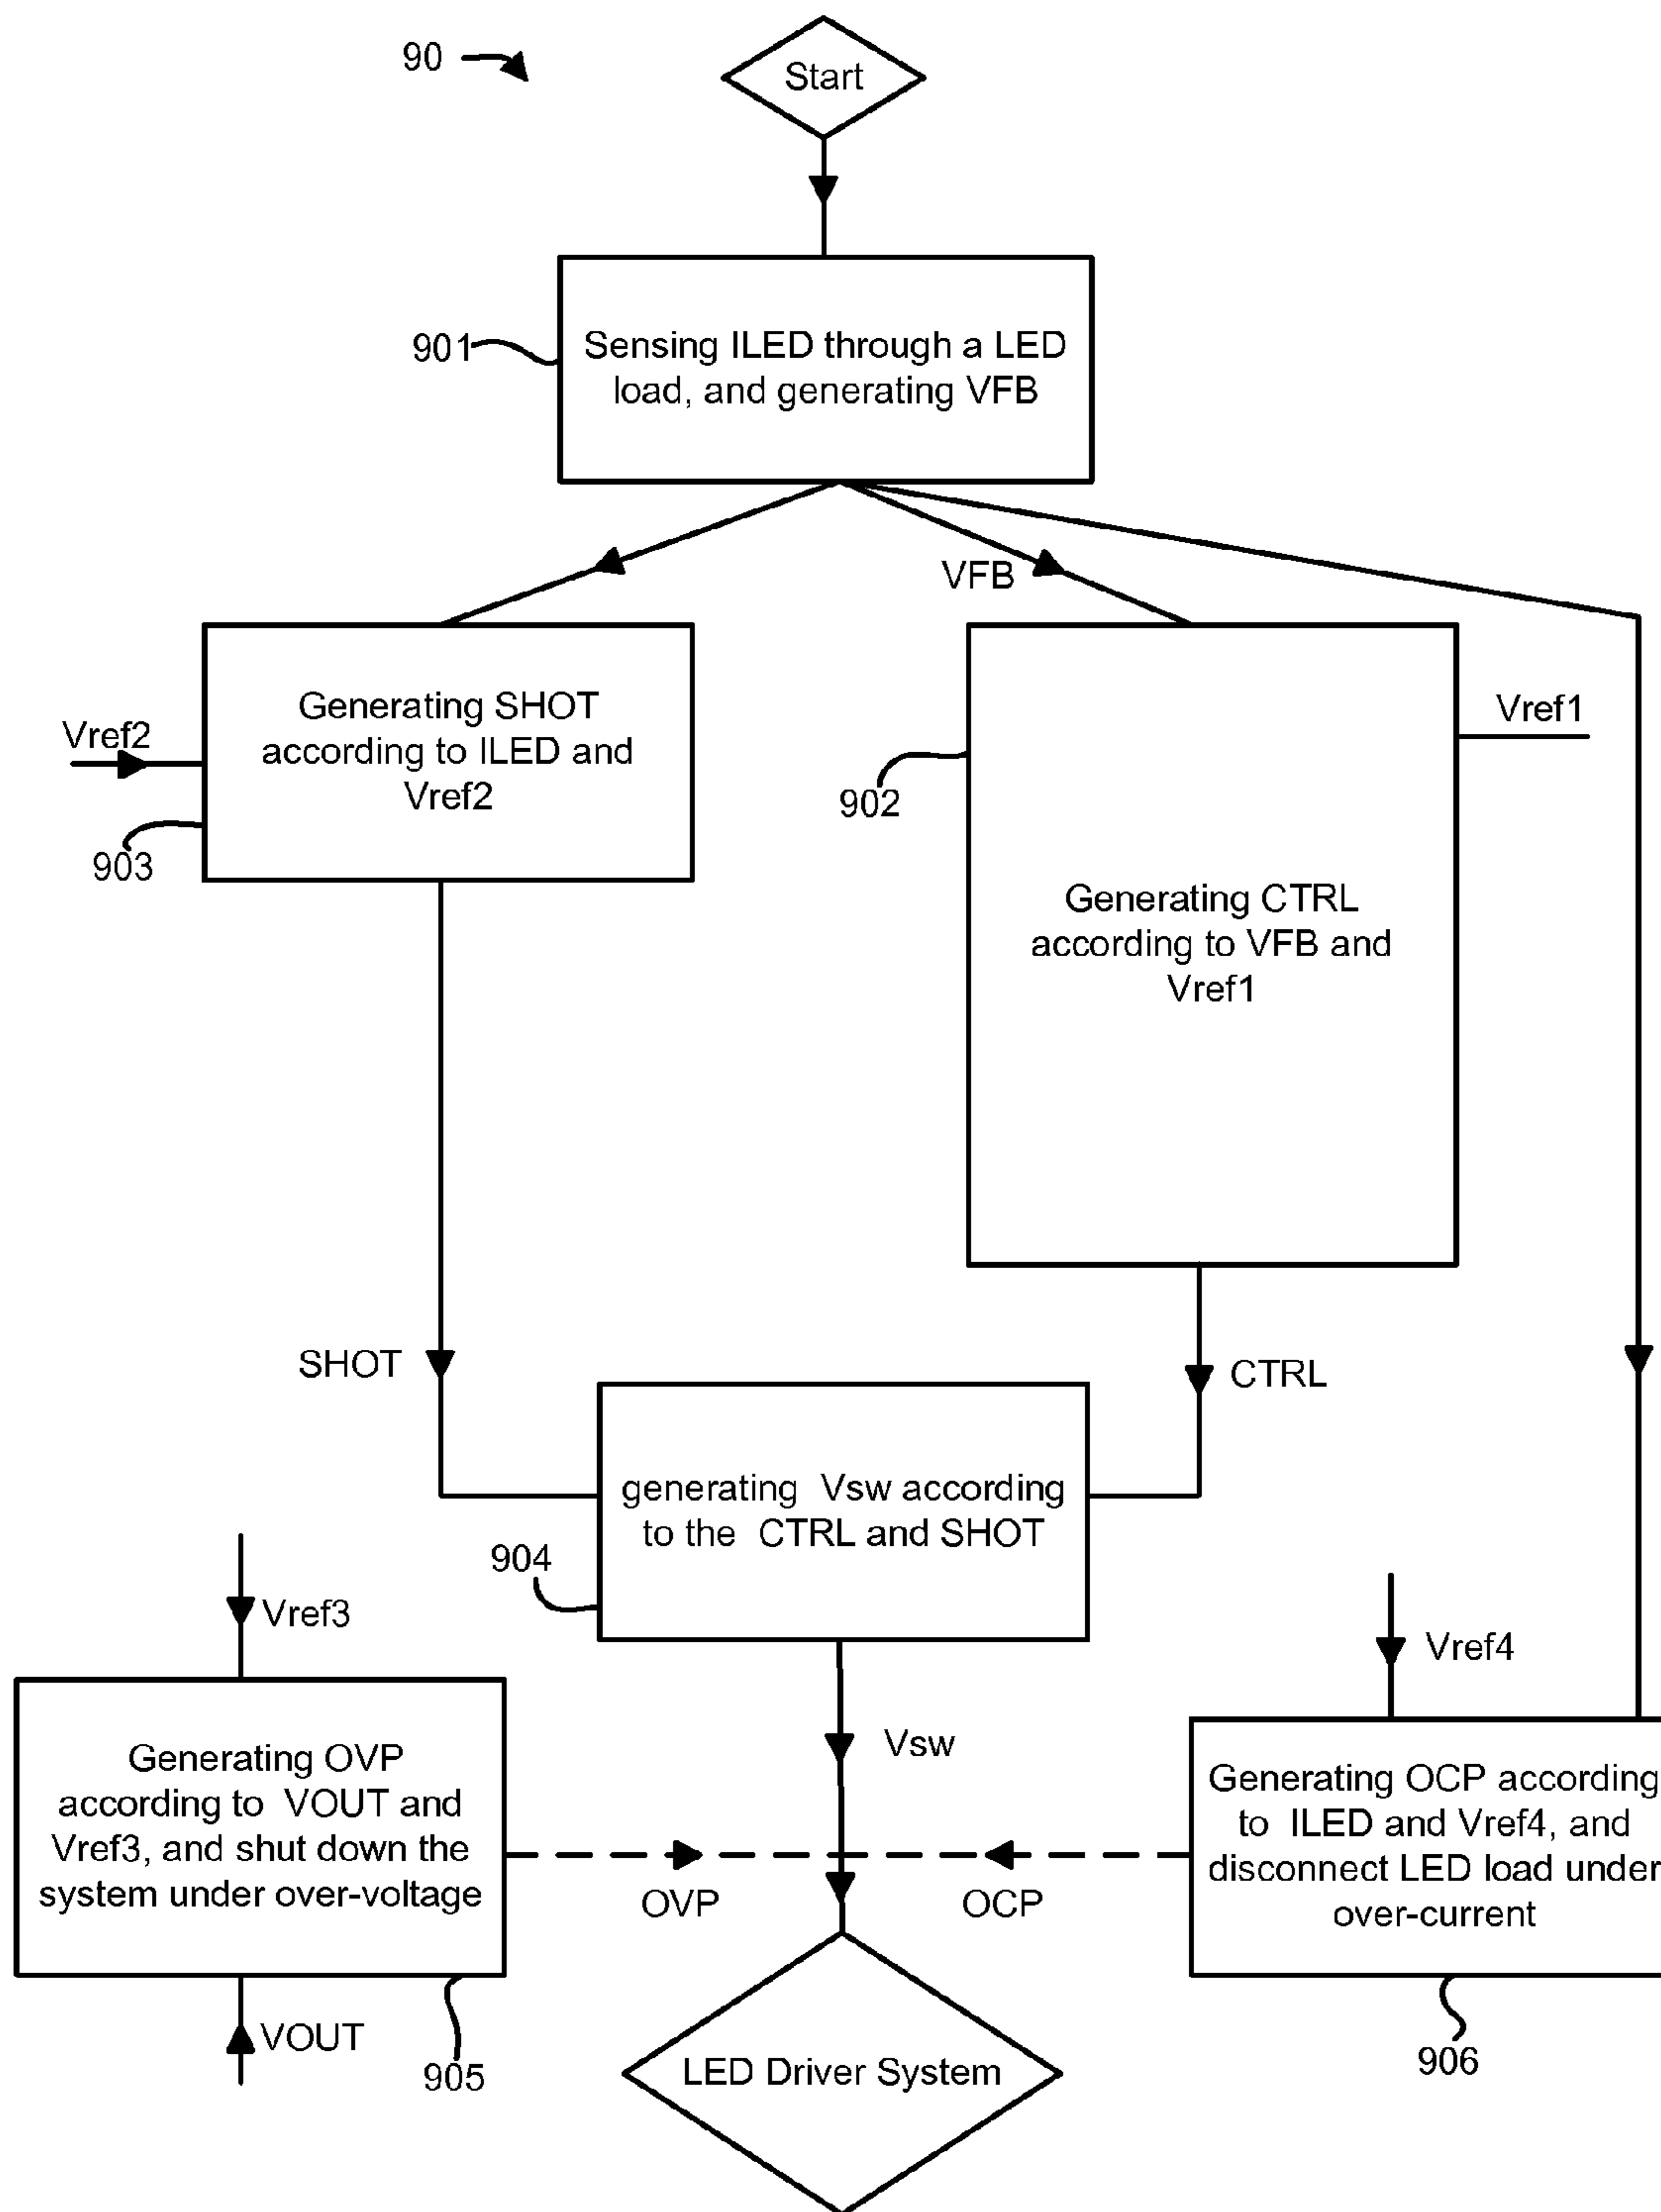 90
Start
901
Sensing ILED through a LED
load, and generating VFB
VFB
Vref2
903
Generating SHOT
according to ILED and
Vref2
902
Vref1
Generating CTRL
according to VFB and
Vref1
SHOT
CTRL
generating Vsw according
to the CTRL and SHOT
904
Vref3
Vref4
Vsw
Generating OVP
according to VOUT and
Vref3, and shut down the
system under over-voltage
OVP
OCP
Generating OCP according
to ILED and Vref4, and
disconnect LED load under
over-current
VOUT
905
906
LED Driver System